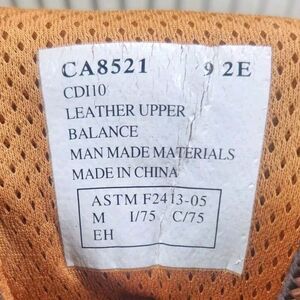 CA8521 9 2E
CDI10
LEATHER UPPER
BALANCE
MAN MADE MATERIALS
MADE IN CHINA
ASTM F2413-05
M I/75 C/75
EH